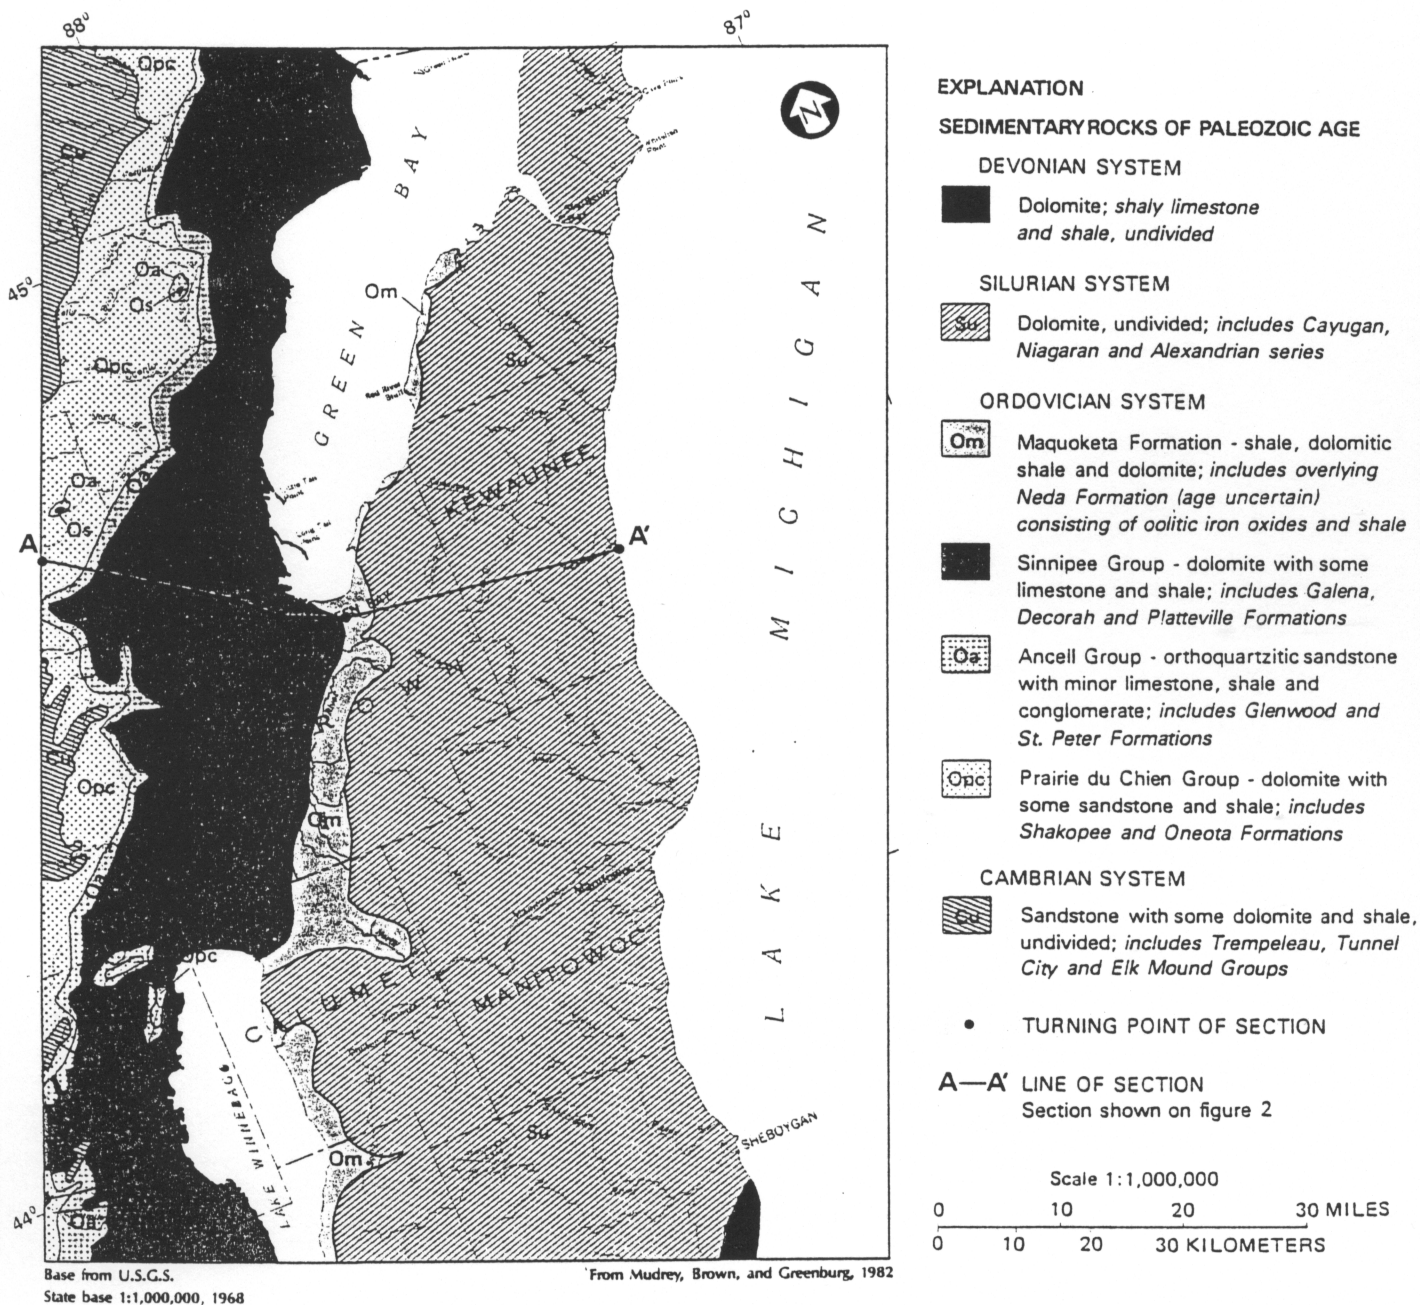 88°
87°
45°
44°
N
Opc
Cu
Oa
Os
Opc
Oa
Oa
Os
A
A'
Om
Su
GREEN BAY
KEWAUNEE
BROWN
LAKE MICHIGAN
Cu
Opc
Om
Oa
Opc
CALUMET
MANITOWOC
LAKE WINNEBAGO
Su
Om
Oa
SHEBOYGAN
Base from U.S.G.S.
State base 1:1,000,000, 1968
From Mudrey, Brown, and Greenburg, 1982
EXPLANATION
SEDIMENTARY ROCKS OF PALEOZOIC AGE
DEVONIAN SYSTEM
Dolomite; shaly limestone
and shale, undivided
SILURIAN SYSTEM
Su
Dolomite, undivided; includes Cayugan,
Niagaran and Alexandrian series
ORDOVICIAN SYSTEM
Om
Maquoketa Formation - shale, dolomitic
shale and dolomite; includes overlying
Neda Formation (age uncertain)
consisting of oolitic iron oxides and shale
Sinnipee Group - dolomite with some
limestone and shale; includes Galena,
Decorah and Platteville Formations
Oa
Ancell Group - orthoquartzitic sandstone
with minor limestone, shale and
conglomerate; includes Glenwood and
St. Peter Formations
Opc
Prairie du Chien Group - dolomite with
some sandstone and shale; includes
Shakopee and Oneota Formations
CAMBRIAN SYSTEM
Cu
Sandstone with some dolomite and shale,
undivided; includes Trempeleau, Tunnel
City and Elk Mound Groups
TURNING POINT OF SECTION
A—A' LINE OF SECTION
Section shown on figure 2
Scale 1:1,000,000
0 10 20 30 MILES
0 10 20 30 KILOMETERS